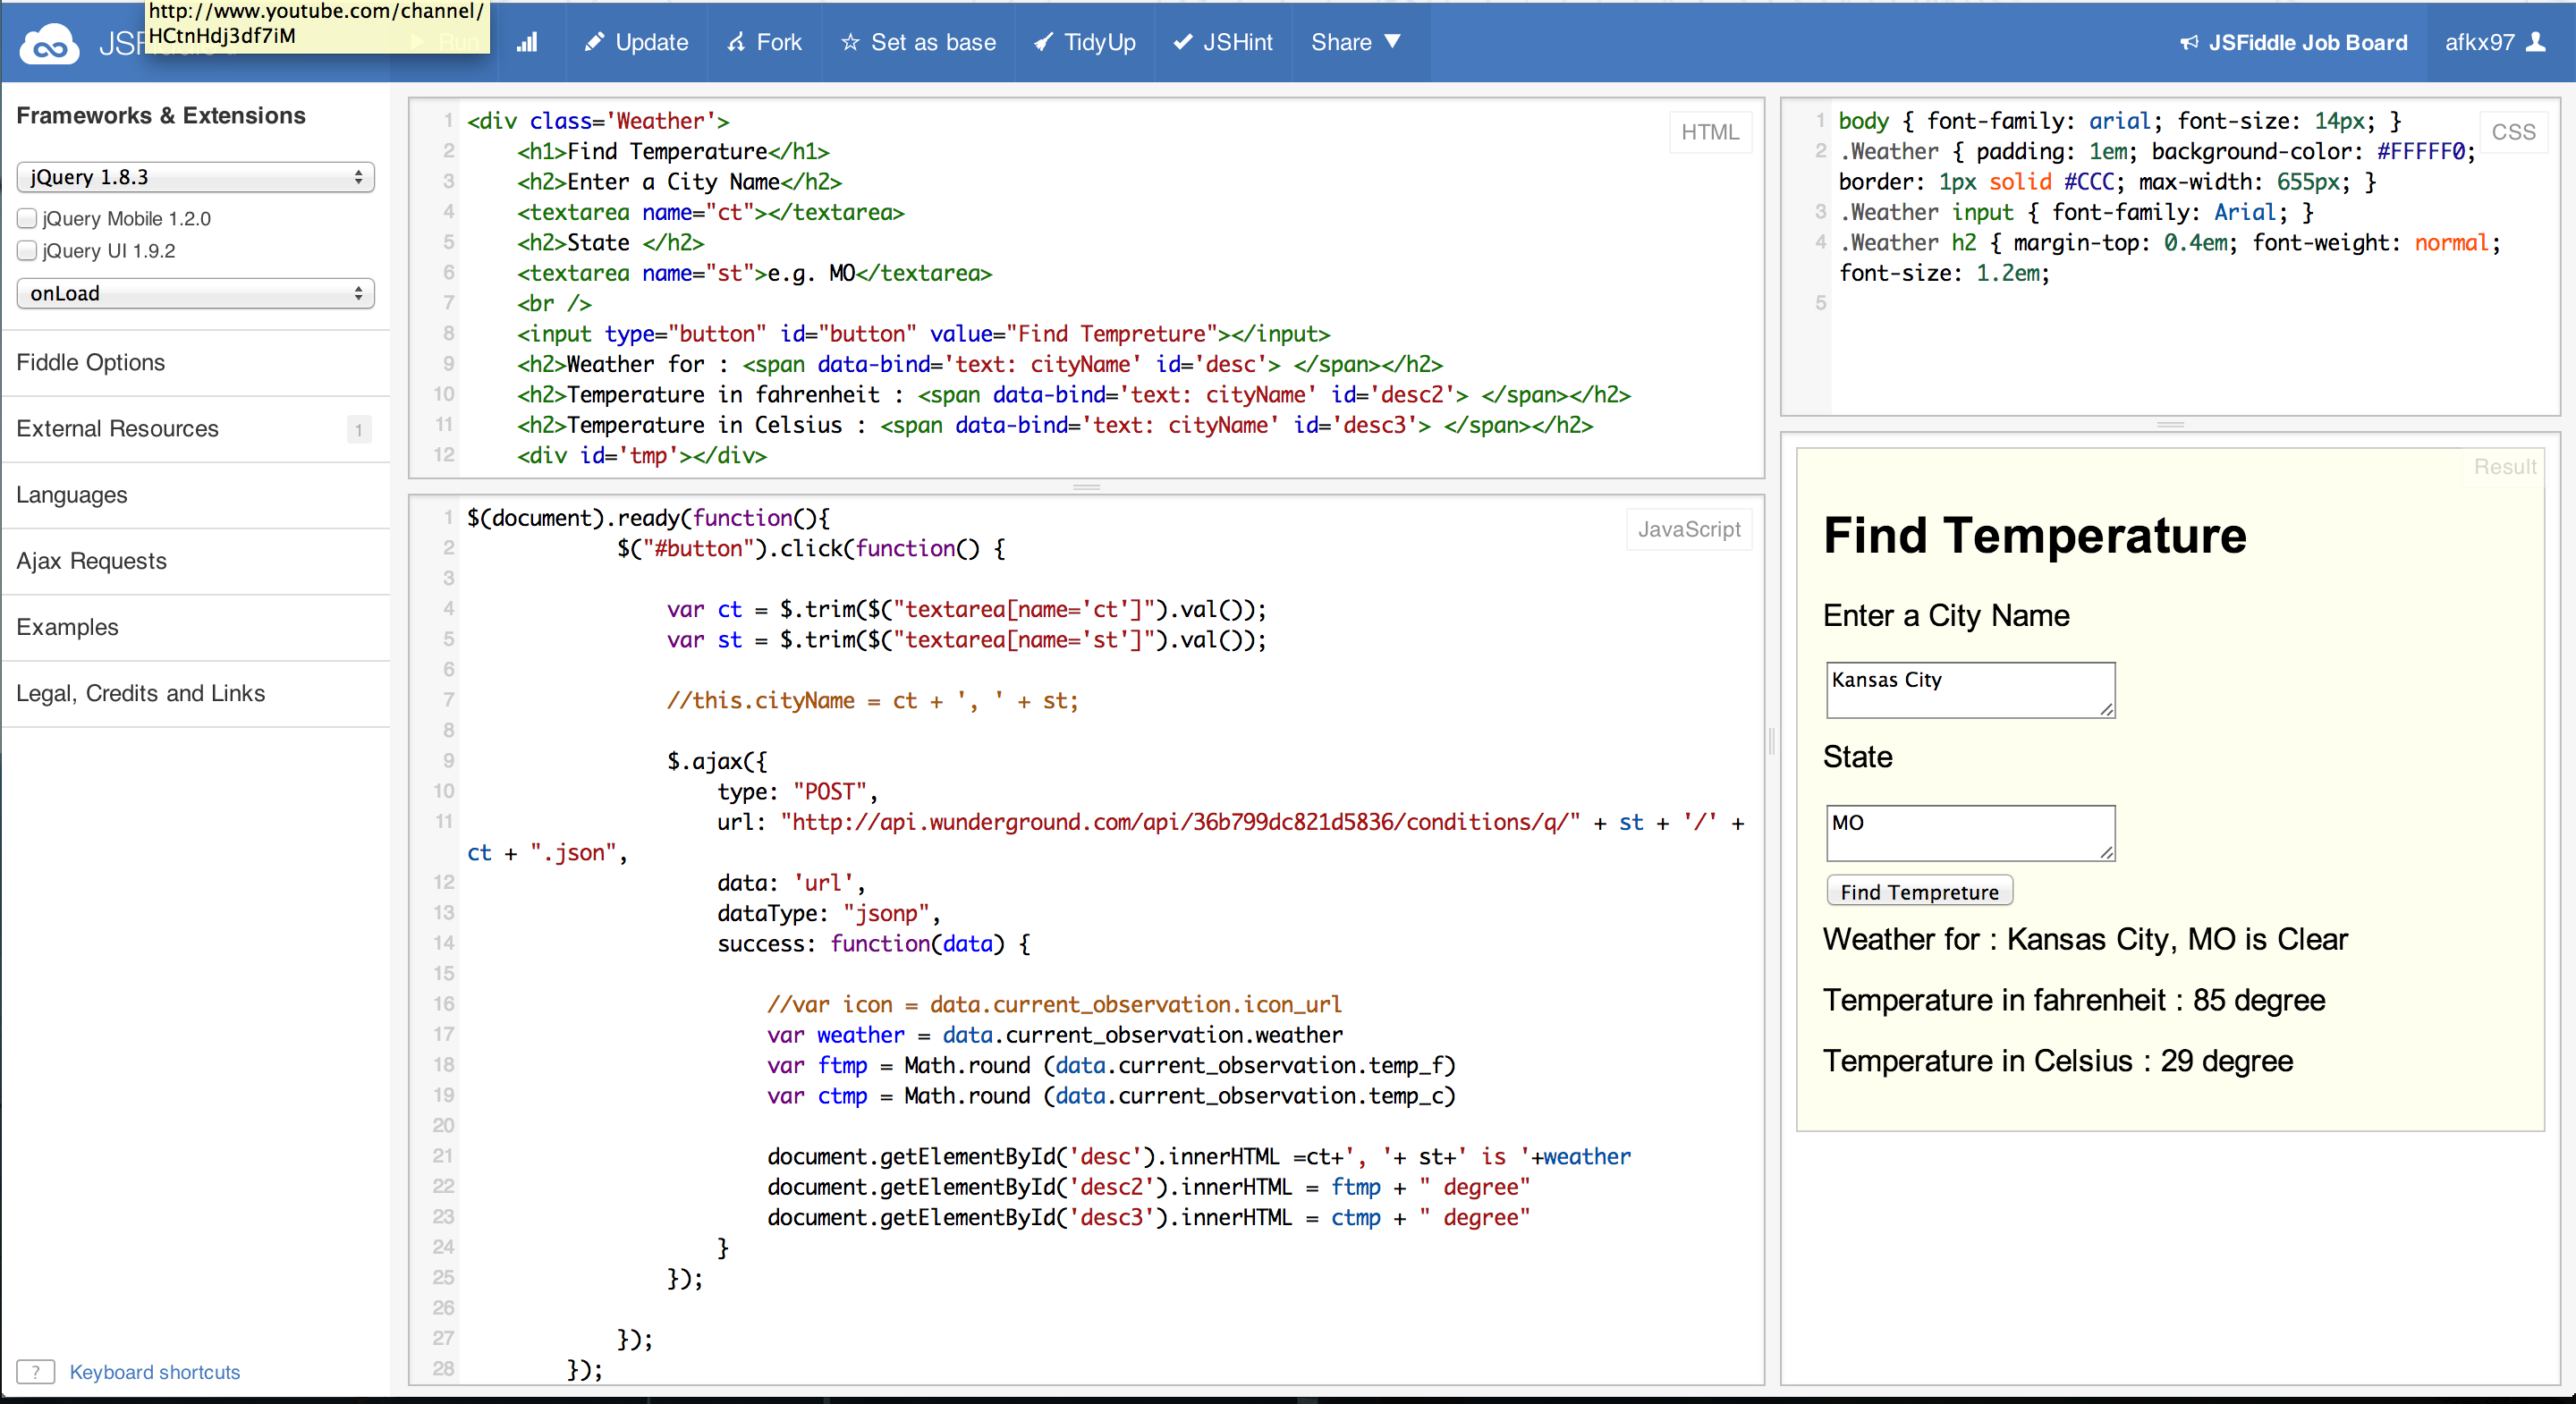 http://www.youtube.com/channel/
HCtnHdj3df7iM
JSF
Run
Update
Fork
Set as base
TidyUp
JSHint
Share
JSFiddle Job Board
afkx97
Frameworks & Extensions
jQuery 1.8.3
jQuery Mobile 1.2.0
jQuery UI 1.9.2
onLoad
Fiddle Options
External Resources 1
Languages
Ajax Requests
Examples
Legal, Credits and Links
? Keyboard shortcuts
HTML
1 <div class='Weather'>
2 <h1>Find Temperature</h1>
3 <h2>Enter a City Name</h2>
4 <textarea name="ct"></textarea>
5 <h2>State </h2>
6 <textarea name="st">e.g. MO</textarea>
7 <br />
8 <input type="button" id="button" value="Find Tempreture"></input>
9 <h2>Weather for : <span data-bind='text: cityName' id='desc'> </span></h2>
10 <h2>Temperature in fahrenheit : <span data-bind='text: cityName' id='desc2'> </span></h2>
11 <h2>Temperature in Celsius : <span data-bind='text: cityName' id='desc3'> </span></h2>
12 <div id='tmp'></div>
JavaScript
1 $(document).ready(function(){
2 $("#button").click(function() {
3
4 var ct = $.trim($("textarea[name='ct']").val());
5 var st = $.trim($("textarea[name='st']").val());
6
7 //this.cityName = ct + ', ' + st;
8
9 $.ajax({
10 type: "POST",
11 url: "http://api.wunderground.com/api/36b799dc821d5836/conditions/q/" + st + '/' +
ct + ".json",
12 data: 'url',
13 dataType: "jsonp",
14 success: function(data) {
15
16 //var icon = data.current_observation.icon_url
17 var weather = data.current_observation.weather
18 var ftmp = Math.round (data.current_observation.temp_f)
19 var ctmp = Math.round (data.current_observation.temp_c)
20
21 document.getElementById('desc').innerHTML =ct+', '+ st+' is '+weather
22 document.getElementById('desc2').innerHTML = ftmp + " degree"
23 document.getElementById('desc3').innerHTML = ctmp + " degree"
24 }
25 });
26
27 });
28 });
CSS
1 body { font-family: arial; font-size: 14px; }
2 .Weather { padding: 1em; background-color: #FFFFF0;
border: 1px solid #CCC; max-width: 655px; }
3 .Weather input { font-family: Arial; }
4 .Weather h2 { margin-top: 0.4em; font-weight: normal;
font-size: 1.2em;
5
Result
Find Temperature
Enter a City Name
Kansas City
State
MO
Find Tempreture
Weather for : Kansas City, MO is Clear
Temperature in fahrenheit : 85 degree
Temperature in Celsius : 29 degree